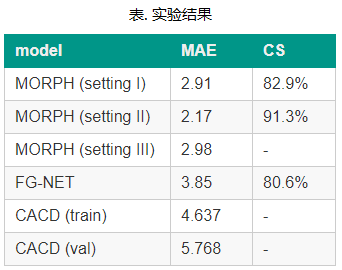 表. 实验结果
model MAE CS
MORPH (setting I) 2.91 82.9%
MORPH (setting II) 2.17 91.3%
MORPH (setting III) 2.98 -
FG-NET 3.85 80.6%
CACD (train) 4.637 -
CACD (val) 5.768 -